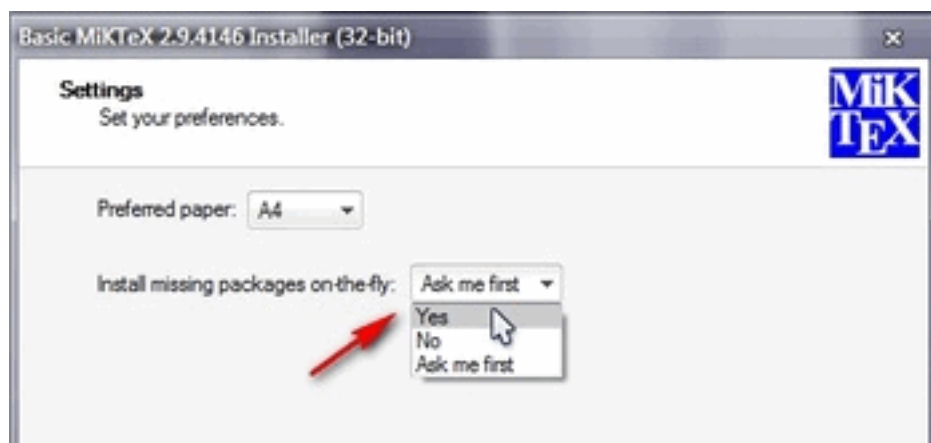 Basic MiKTeX 2.9.4146 Installer (32-bit)
Settings
Set your preferences.
MiK
TEX
Preferred paper: A4
Install missing packages on-the-fly: Ask me first
Yes
No
Ask me first